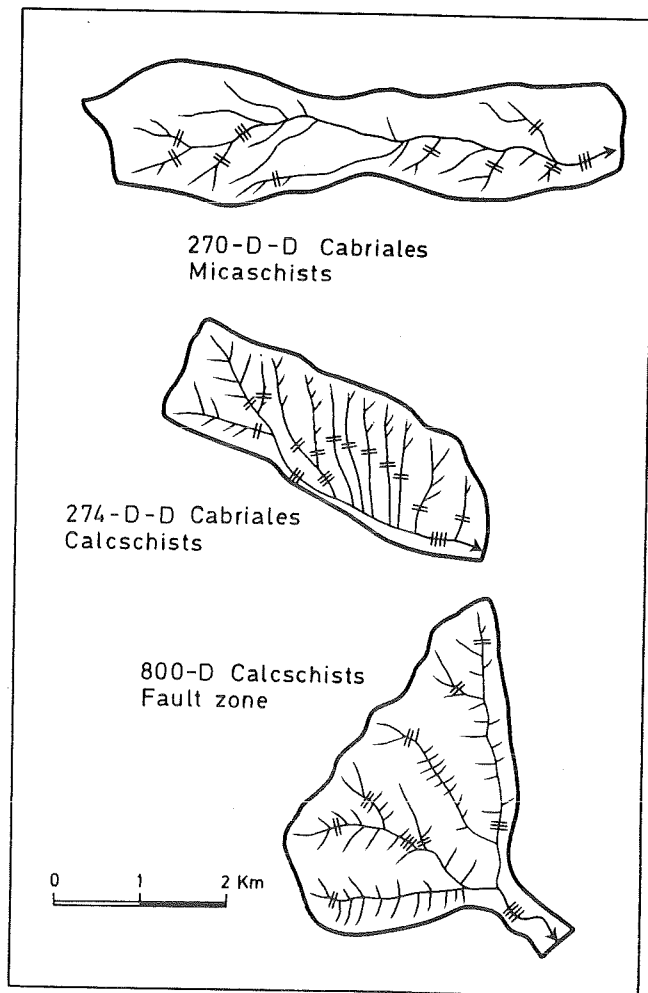 270-D-D Cabriales
Micaschists
274-D-D Cabriales
Calcschists
800-D Calcschists
Fault zone
0 1 2 Km